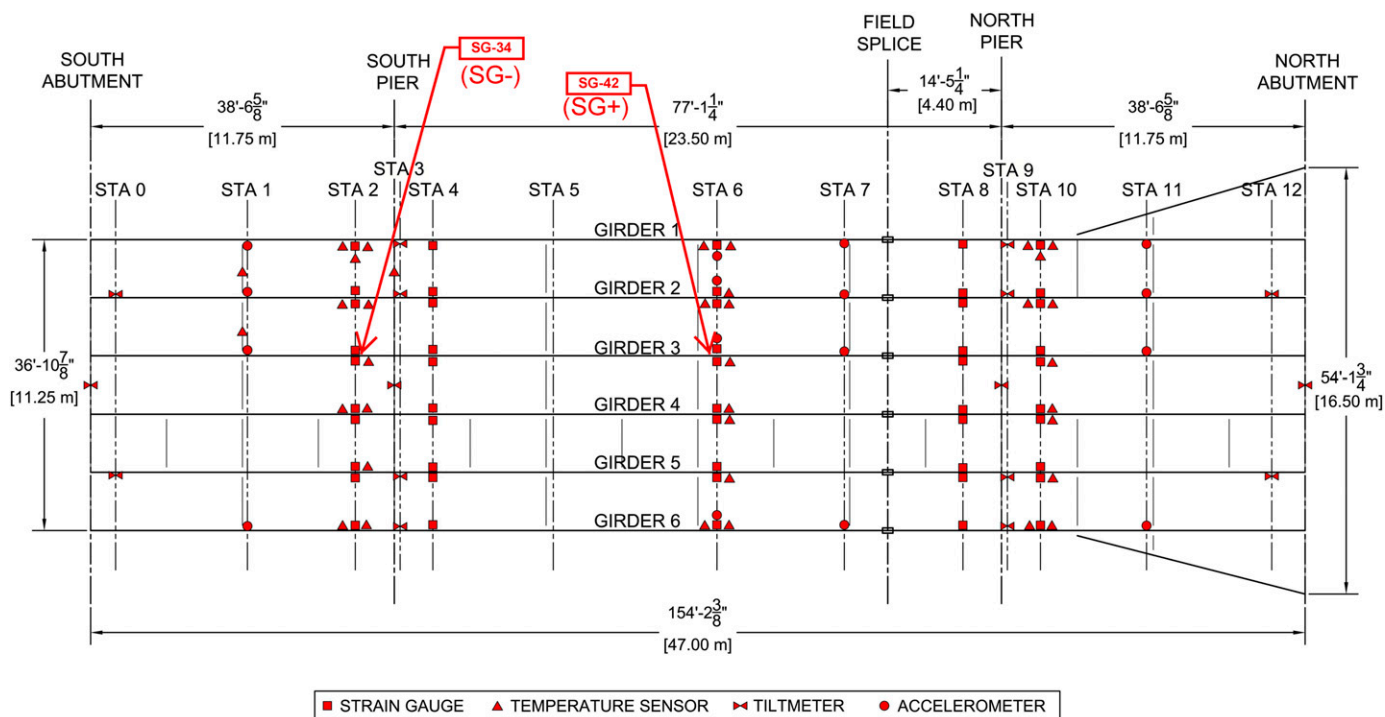 SOUTH
ABUTMENT
SG-34
(SG-)
SOUTH
PIER
SG-42
(SG+)
FIELD
SPLICE
NORTH
PIER
NORTH
ABUTMENT
38'-6 5/8"
[11.75 m]
77'-1 1/4"
[23.50 m]
14'-5 1/4"
[4.40 m]
38'-6 5/8"
[11.75 m]
STA 0
STA 1
STA 2
STA 3
STA 4
STA 5
STA 6
STA 7
STA 8
STA 9
STA 10
STA 11
STA 12
GIRDER 1
GIRDER 2
GIRDER 3
GIRDER 4
GIRDER 5
GIRDER 6
36'-10 7/8"
[11.25 m]
54'-1 3/4"
[16.50 m]
154'-2 3/8"
[47.00 m]
STRAIN GAUGE
TEMPERATURE SENSOR
TILTMETER
ACCELEROMETER